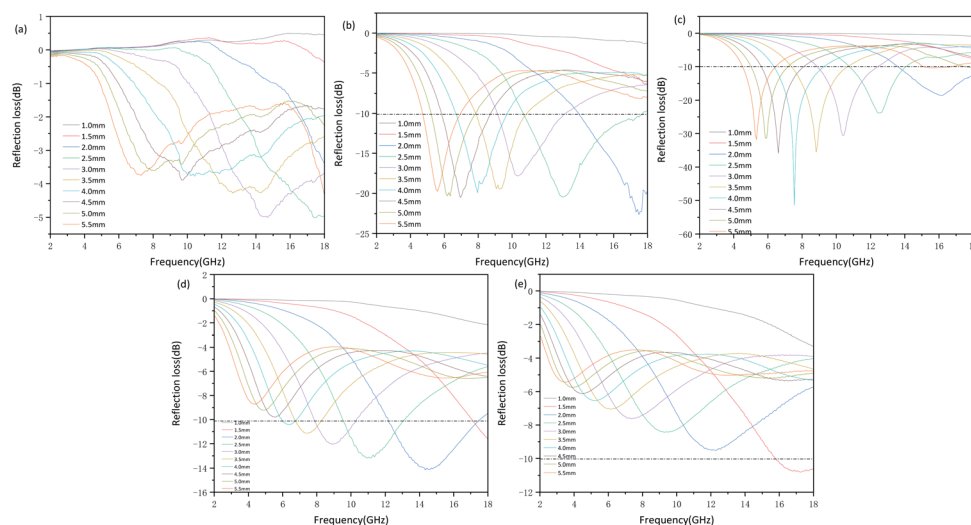 (a)
Reflection loss(dB)
1
0
-1
-2
-3
-4
-5
1.0mm
1.5mm
2.0mm
2.5mm
3.0mm
3.5mm
4.0mm
4.5mm
5.0mm
5.5mm
2 4 6 8 10 12 14 16 18
Frequency(GHz)
(b)
Reflection loss(dB)
0
-5
-10
-15
-20
-25
1.0mm
1.5mm
2.0mm
2.5mm
3.0mm
3.5mm
4.0mm
4.5mm
5.0mm
5.5mm
2 4 6 8 10 12 14 16 18
Frequency(GHz)
(c)
Reflection loss(dB)
0
-10
-20
-30
-40
-50
-60
1.0mm
1.5mm
2.0mm
2.5mm
3.0mm
3.5mm
4.0mm
4.5mm
5.0mm
5.5mm
2 4 6 8 10 12 14 16 18
Frequency(GHz)
(d)
Reflection loss(dB)
2
0
-2
-4
-6
-8
-10
-12
-14
-16
1.0mm
1.5mm
2.0mm
2.5mm
3.0mm
3.5mm
4.0mm
4.5mm
5.0mm
5.5mm
2 4 6 8 10 12 14 16 18
Frequency(GHz)
(e)
Reflection loss(dB)
0
-2
-4
-6
-8
-10
-12
1.0mm
1.5mm
2.0mm
2.5mm
3.0mm
3.5mm
4.0mm
4.5mm
5.0mm
5.5mm
2 4 6 8 10 12 14 16 18
Frequency(GHz)